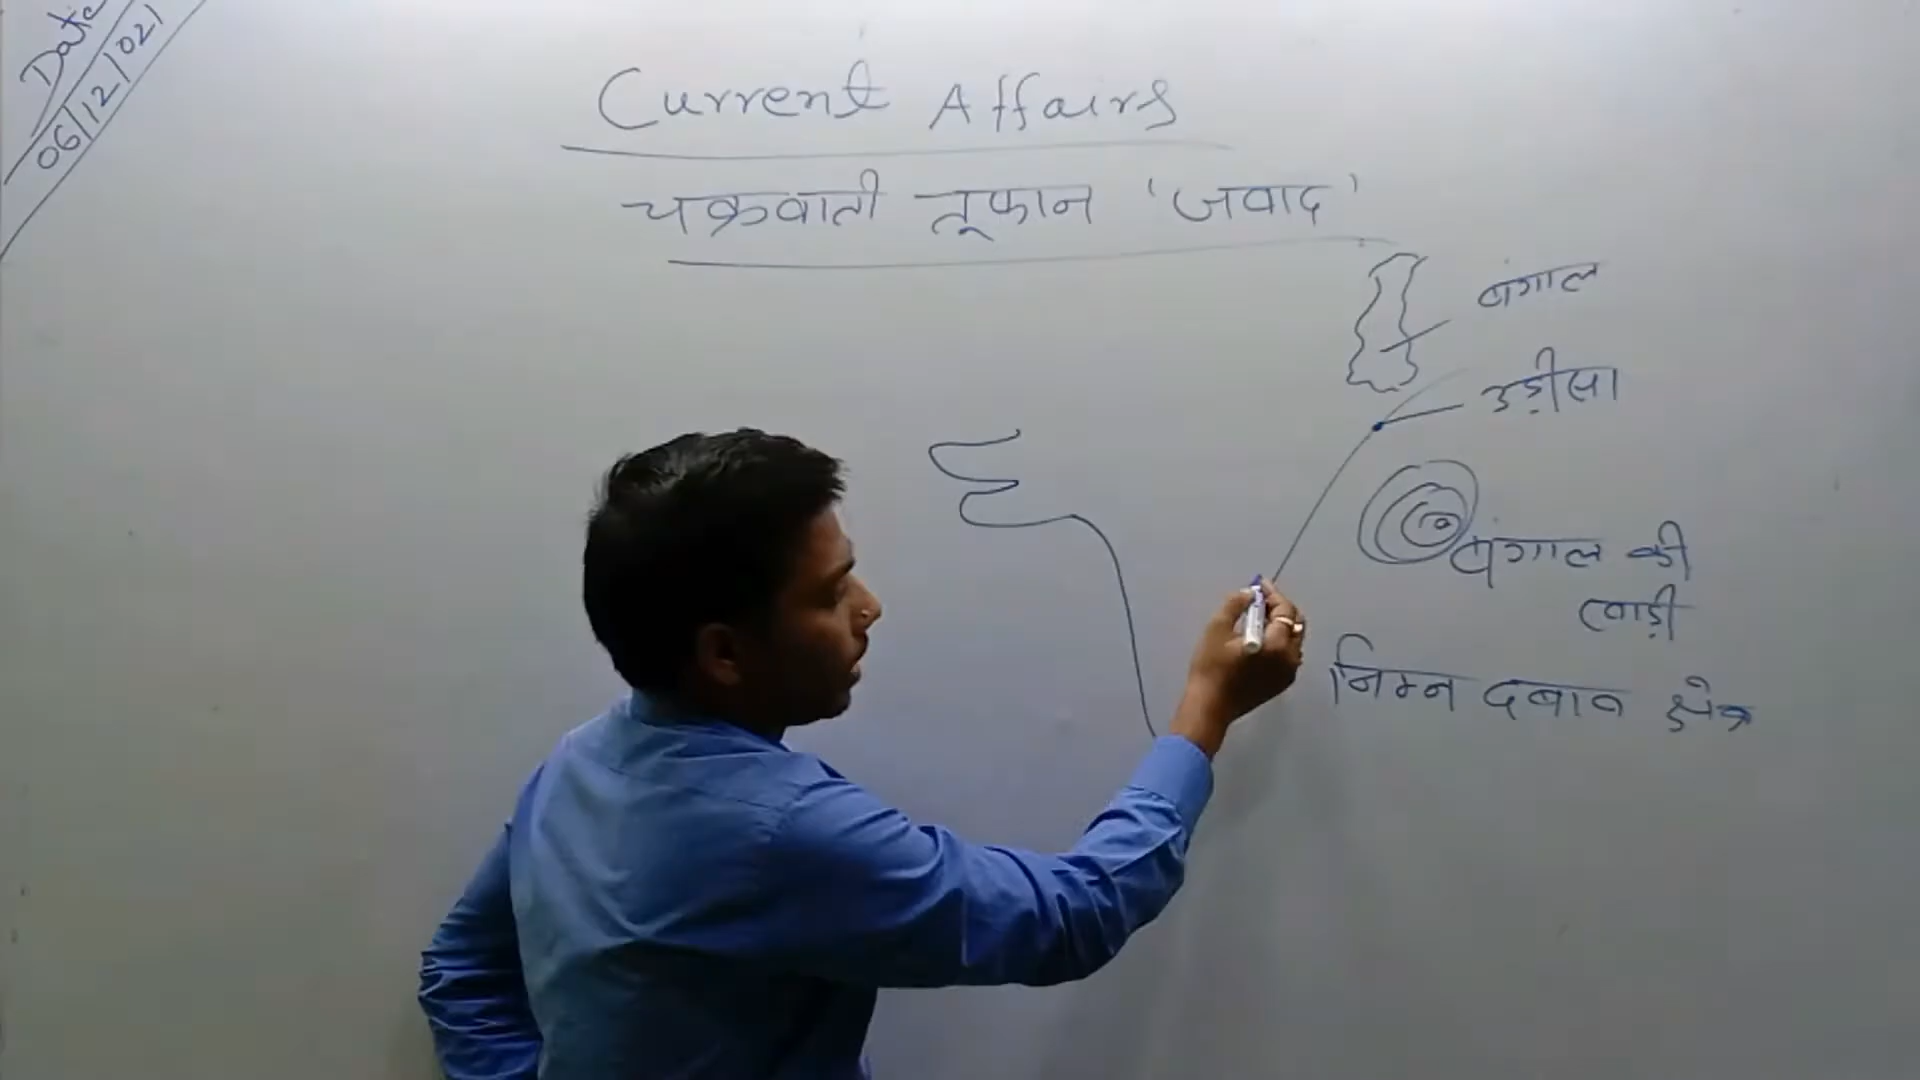 Date
06/12/021
Current Affairs
चक्रवाती तूफान 'जवाद'
बंगाल
उड़ीसा
बंगाल की
खाड़ी
निम्न दबाव क्षेत्र